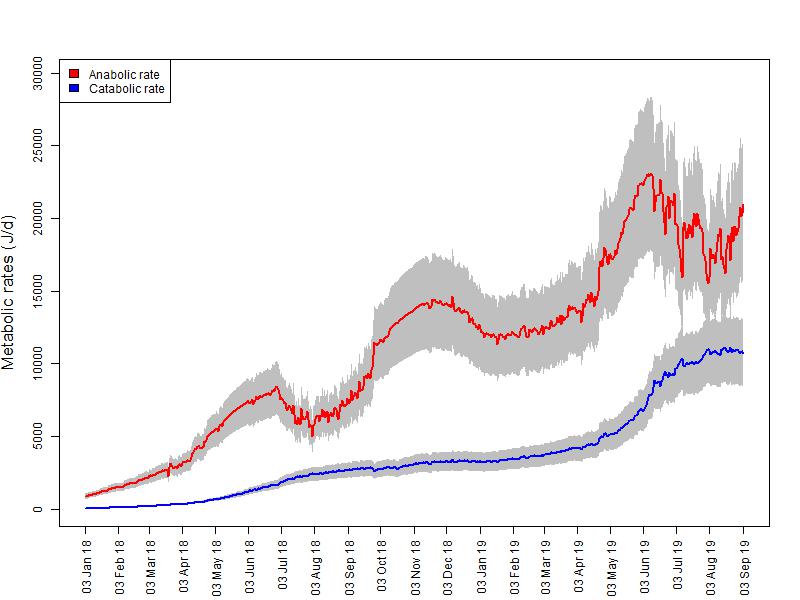 Anabolic rate
Catabolic rate
Metabolic rates (J/d)
30000
25000
20000
15000
10000
5000
0
03 Jan 18
03 Feb 18
03 Mar 18
03 Apr 18
03 May 18
03 Jun 18
03 Jul 18
03 Aug 18
03 Sep 18
03 Oct 18
03 Nov 18
03 Dec 18
03 Jan 19
03 Feb 19
03 Mar 19
03 Apr 19
03 May 19
03 Jun 19
03 Jul 19
03 Aug 19
03 Sep 19